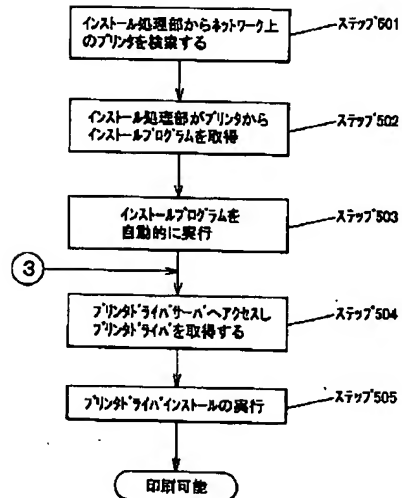 インストール処理部からネットワーク上
のプリンタを検索する
ステップ501
インストール処理部がプリンタから
インストールプログラムを取得
ステップ502
インストールプログラムを
自動的に実行
ステップ503
3
プリンタドライバサーバへアクセスし
プリンタドライバを取得する
ステップ504
プリンタドライバインストールの実行
ステップ505
印刷可能